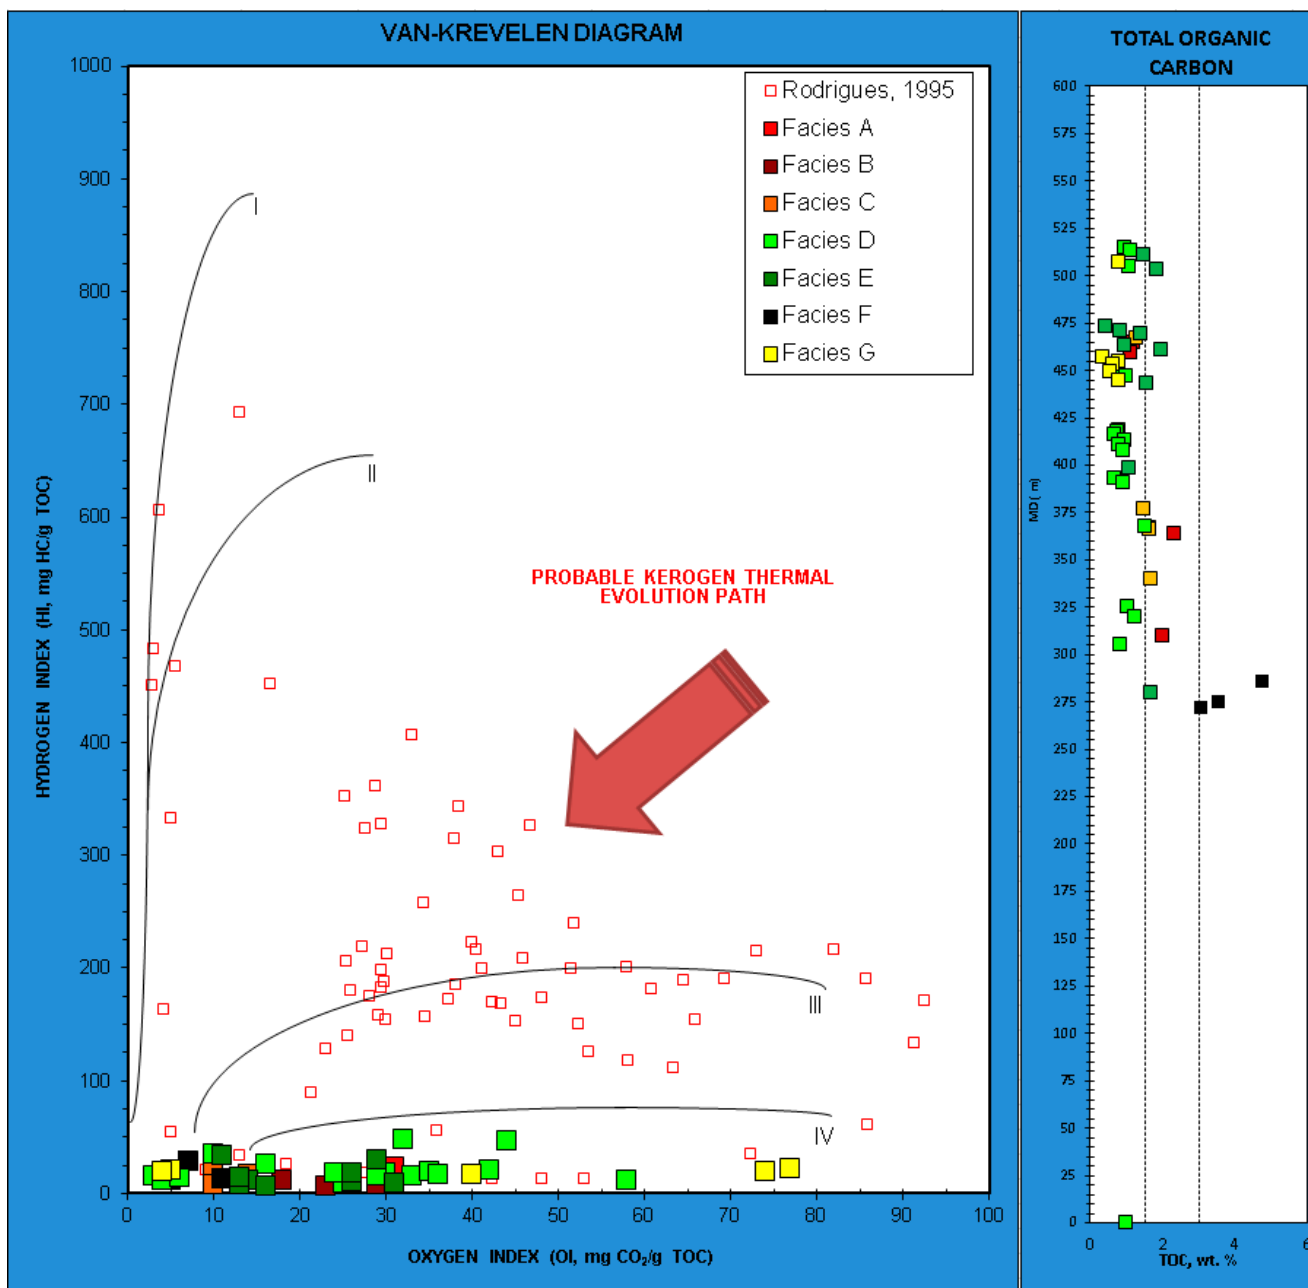 VAN-KREVELEN DIAGRAM
HYDROGEN INDEX (HI, mg HC/g TOC)
1000
900
800
700
600
500
400
300
200
100
0
I
II
III
IV
Rodrigues, 1995
Facies A
Facies B
Facies C
Facies D
Facies E
Facies F
Facies G
PROBABLE KEROGEN THERMAL
EVOLUTION PATH
0 10 20 30 40 50 60 70 80 90 100
OXYGEN INDEX (OI, mg CO₂/g TOC)
TOTAL ORGANIC
CARBON
MD ( m)
600
575
550
525
500
475
450
425
400
375
350
325
300
275
250
225
200
175
150
125
100
75
50
25
0
0 2 4 6
TOC, wt. %